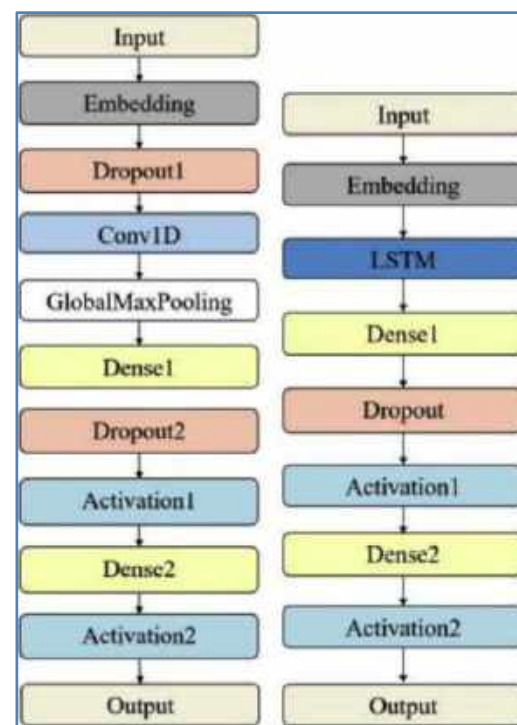 Input
Embedding
Dropout1
Conv1D
GlobalMaxPooling
Dense1
Dropout2
Activation1
Dense2
Activation2
Output
Input
Embedding
LSTM
Dense1
Dropout
Activation1
Dense2
Activation2
Output